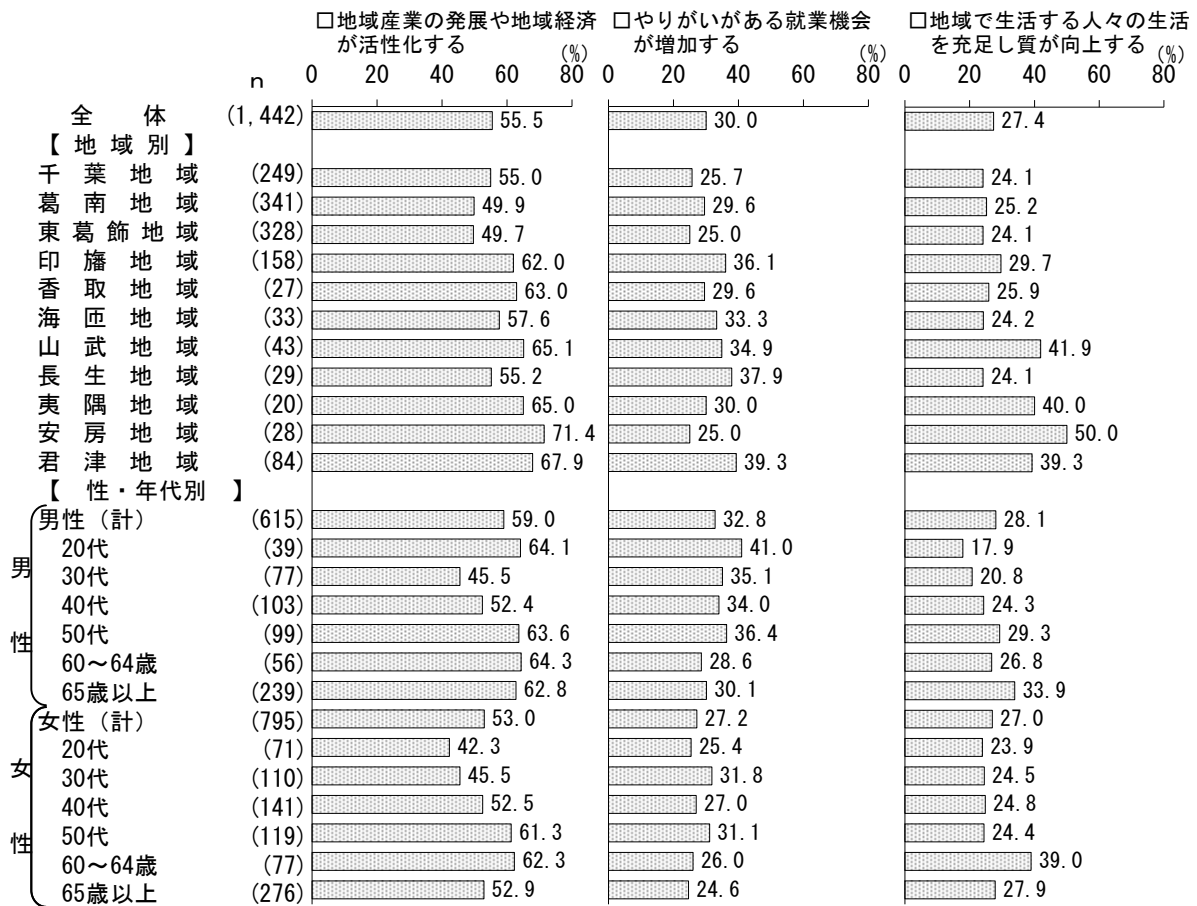 □地域産業の発展や地域経済が活性化する □やりがいがある就業機会が増加する □地域で生活する人々の生活を充足し質が向上する
(%) (%) (%)
n 0 20 40 60 80 0 20 40 60 80 0 20 40 60 80
全体 (1,442) 55.5 30.0 27.4
【地域別】
千葉地域 (249) 55.0 25.7 24.1
葛南地域 (341) 49.9 29.6 25.2
東葛飾地域 (328) 49.7 25.0 24.1
印旛地域 (158) 62.0 36.1 29.7
香取地域 (27) 63.0 29.6 25.9
海匝地域 (33) 57.6 33.3 24.2
山武地域 (43) 65.1 34.9 41.9
長生地域 (29) 55.2 37.9 24.1
夷隅地域 (20) 65.0 30.0 40.0
安房地域 (28) 71.4 25.0 50.0
君津地域 (84) 67.9 39.3 39.3
【性・年代別】
男性
男性（計） (615) 59.0 32.8 28.1
20代 (39) 64.1 41.0 17.9
30代 (77) 45.5 35.1 20.8
40代 (103) 52.4 34.0 24.3
50代 (99) 63.6 36.4 29.3
60～64歳 (56) 64.3 28.6 26.8
65歳以上 (239) 62.8 30.1 33.9
女性
女性（計） (795) 53.0 27.2 27.0
20代 (71) 42.3 25.4 23.9
30代 (110) 45.5 31.8 24.5
40代 (141) 52.5 27.0 24.8
50代 (119) 61.3 31.1 24.4
60～64歳 (77) 62.3 26.0 39.0
65歳以上 (276) 52.9 24.6 27.9